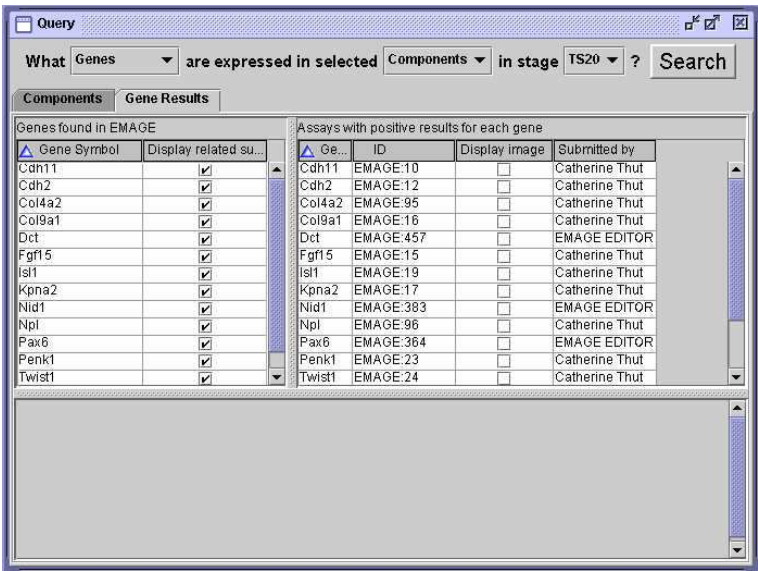 Query
What Genes are expressed in selected Components in stage TS20 ? Search
Components Gene Results
Genes found in EMAGE
Gene Symbol Display related su...
Cdh11
Cdh2
Col4a2
Col9a1
Dct
Fgf15
Isl1
Kpna2
Nid1
Npl
Pax6
Penk1
Twist1
Assays with positive results for each gene
Ge... ID Display image Submitted by
Cdh11 EMAGE:10 Catherine Thut
Cdh2 EMAGE:12 Catherine Thut
Col4a2 EMAGE:95 Catherine Thut
Col9a1 EMAGE:16 Catherine Thut
Dct EMAGE:457 EMAGE EDITOR
Fgf15 EMAGE:15 Catherine Thut
Isl1 EMAGE:19 Catherine Thut
Kpna2 EMAGE:17 Catherine Thut
Nid1 EMAGE:383 EMAGE EDITOR
Npl EMAGE:96 Catherine Thut
Pax6 EMAGE:364 EMAGE EDITOR
Penk1 EMAGE:23 Catherine Thut
Twist1 EMAGE:24 Catherine Thut